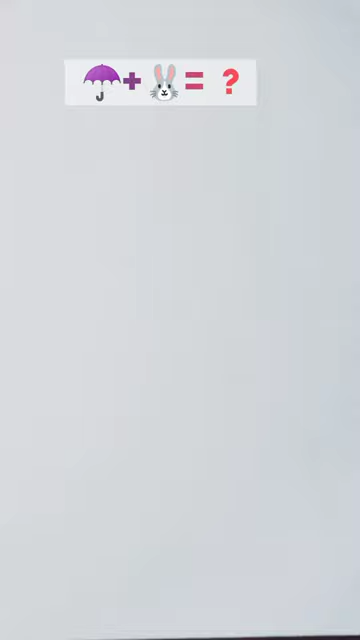 ☂️ + 🐰 = ?